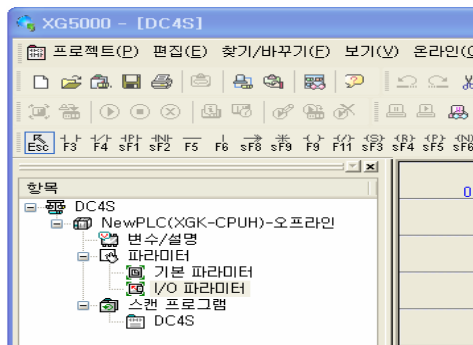 XG5000 - [DC4S]
프로젝트(P) 편집(E) 찾기/바꾸기(F) 보기(V) 온라인(
Esc F3 F4 sF1 sF2 F5 F6 sF8 sF9 F9 F11 sF3 sF4 sF5 sF6
항목
DC4S
NewPLC(XGK-CPUH)-오프라인
변수/설명
파라미터
기본 파라미터
I/O 파라미터
스캔 프로그램
DC4S
0